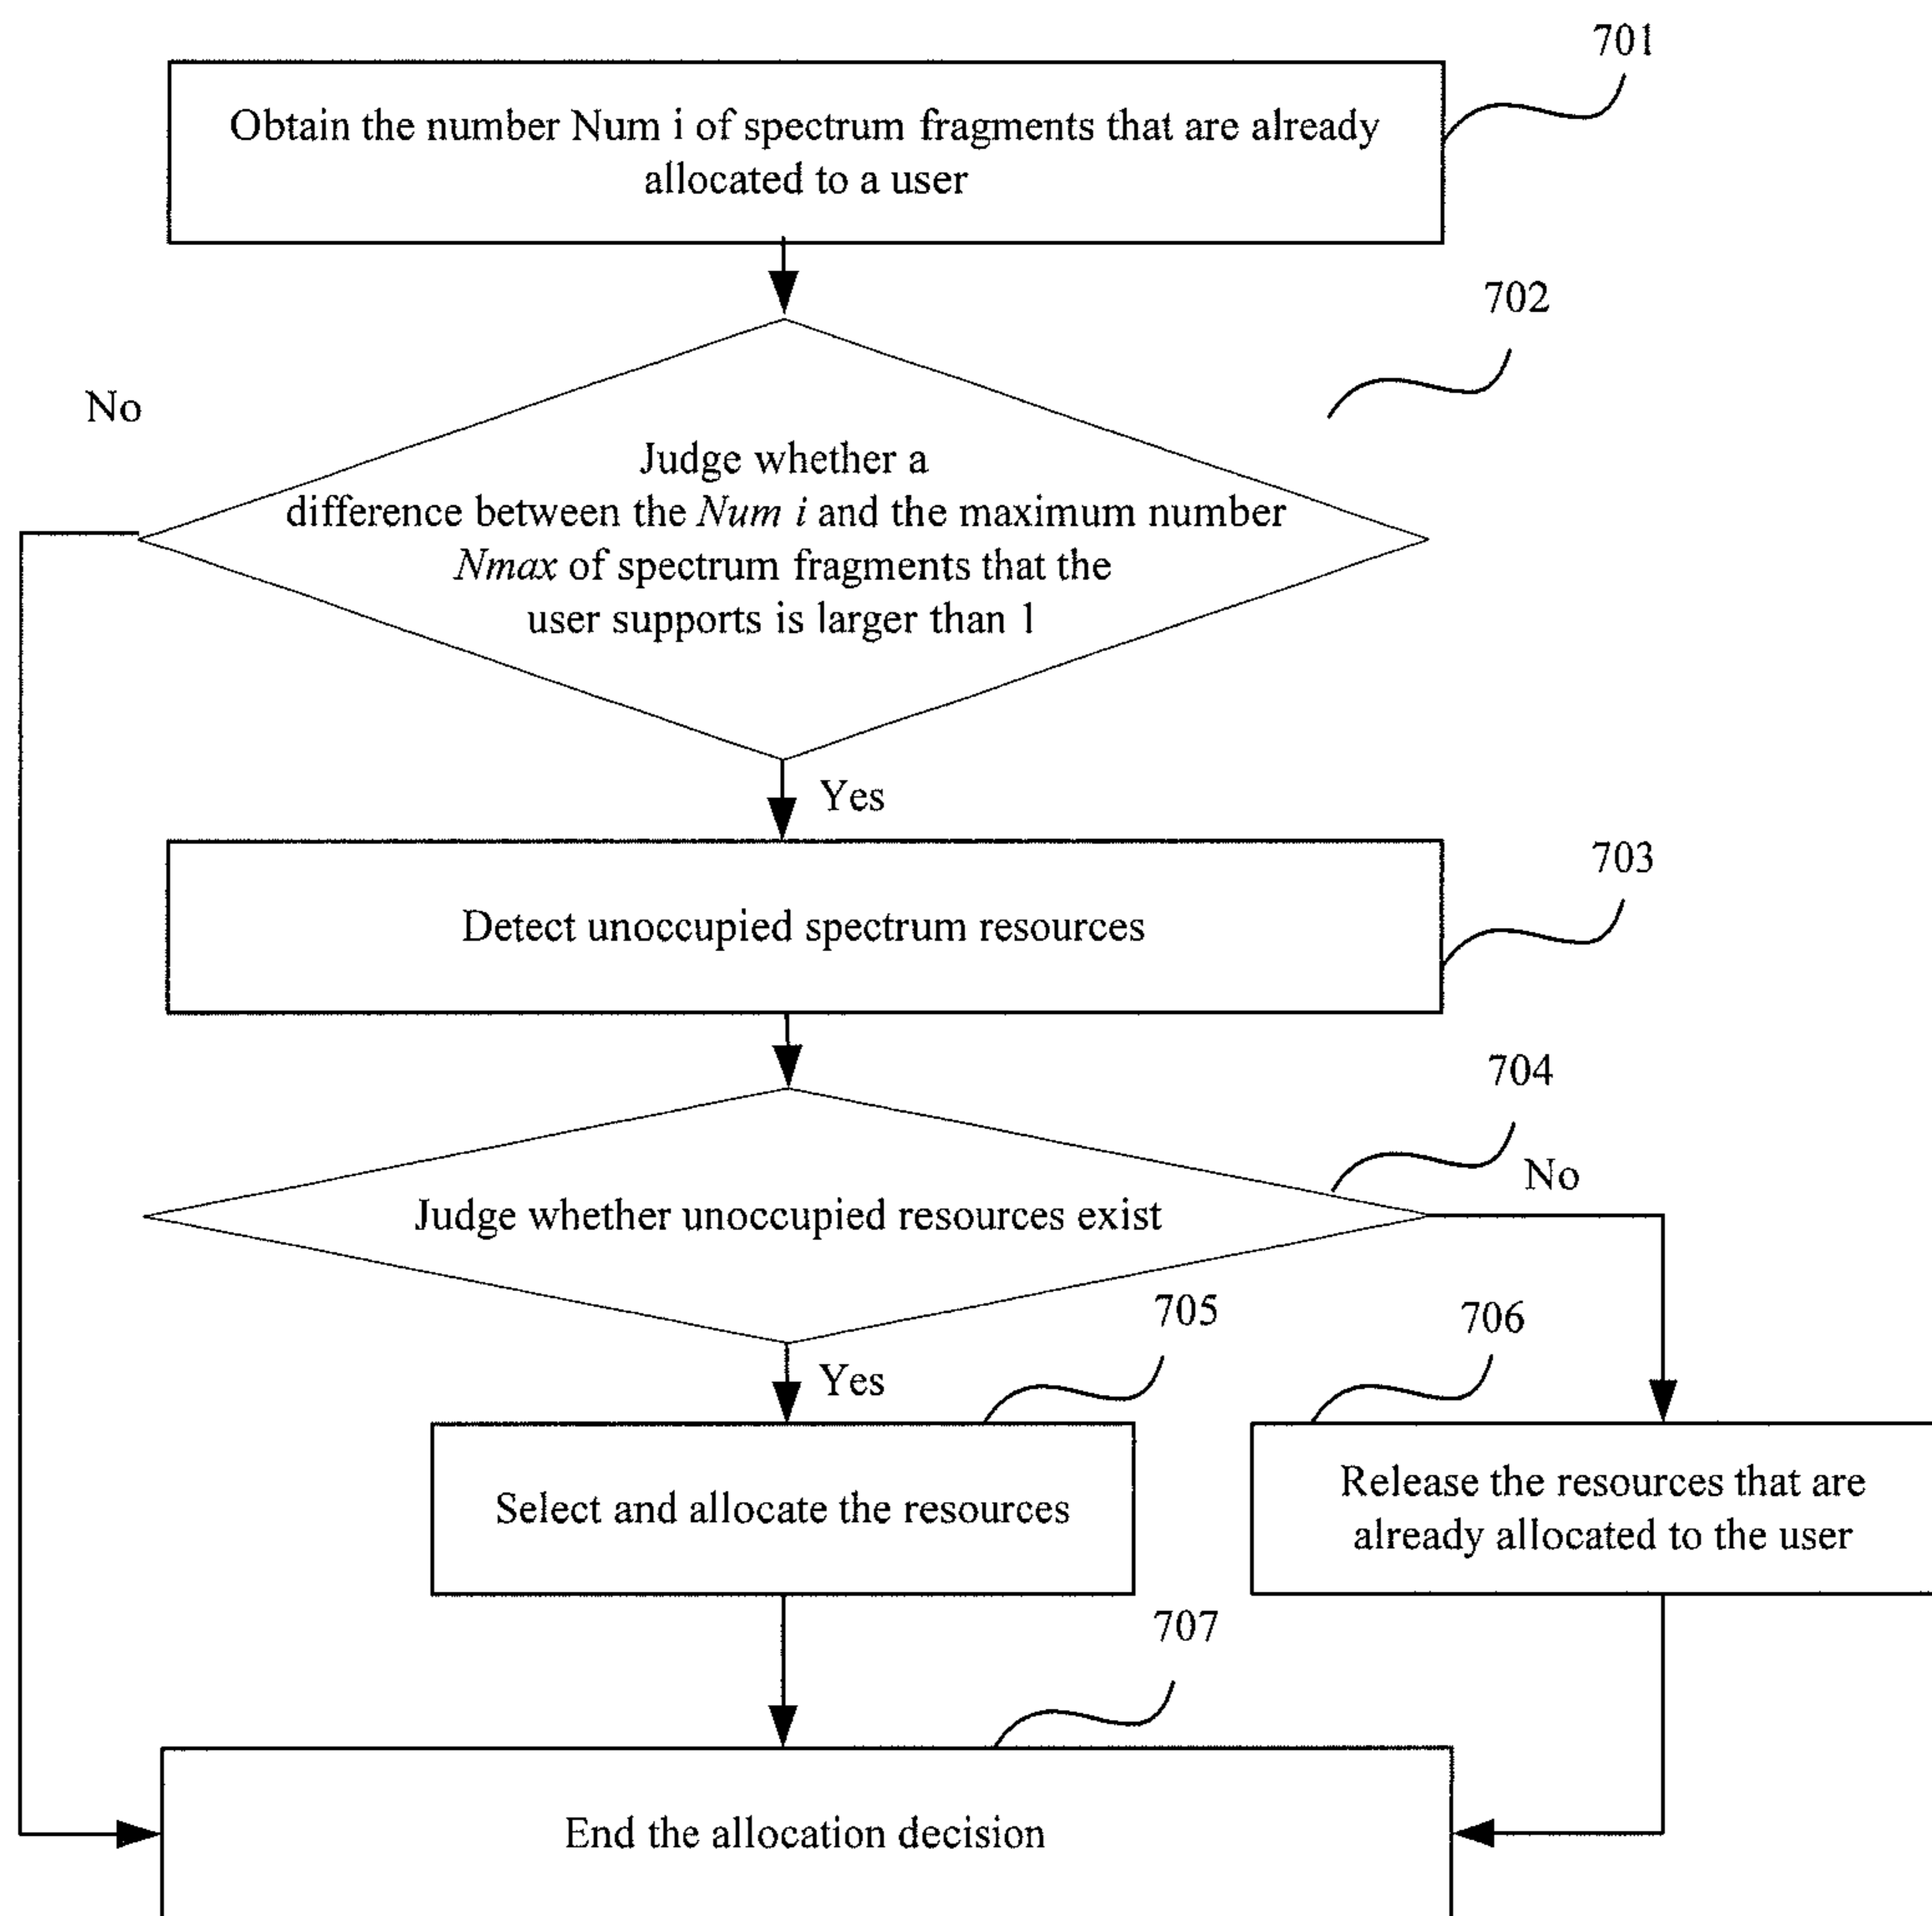 701
Obtain the number Num i of spectrum fragments that are already
allocated to a user
702
No
Judge whether a
difference between the Num i and the maximum number
Nmax of spectrum fragments that the
user supports is larger than 1
Yes
703
Detect unoccupied spectrum resources
704
No
Judge whether unoccupied resources exist
705
706
Yes
Select and allocate the resources
Release the resources that are
already allocated to the user
707
End the allocation decision